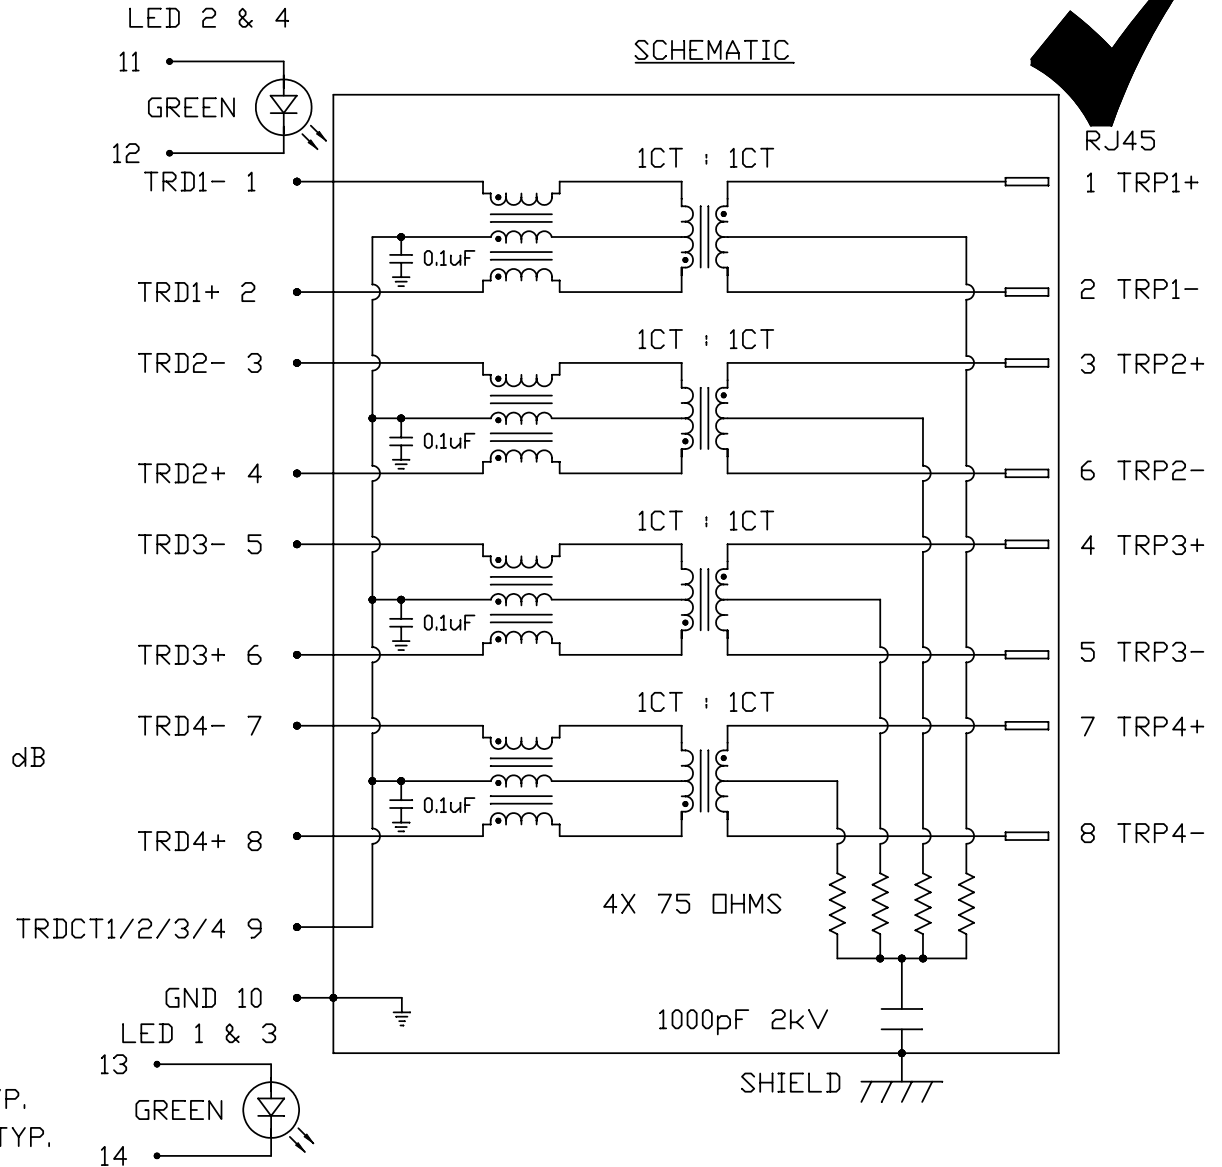 LED 2 & 4
SCHEMATIC
11
GREEN
12
RJ45
1CT : 1CT
TRD1- 1
1 TRP1+
0.1uF
TRD1+ 2
2 TRP1-
1CT : 1CT
TRD2- 3
3 TRP2+
0.1uF
TRD2+ 4
6 TRP2-
1CT : 1CT
TRD3- 5
4 TRP3+
0.1uF
TRD3+ 6
5 TRP3-
1CT : 1CT
TRD4- 7
7 TRP4+
dB
0.1uF
TRD4+ 8
8 TRP4-
4X 75 OHMS
TRDCT1/2/3/4 9
GND 10
1000pF 2kV
LED 1 & 3
13
SHIELD
GREEN
TYP.
14